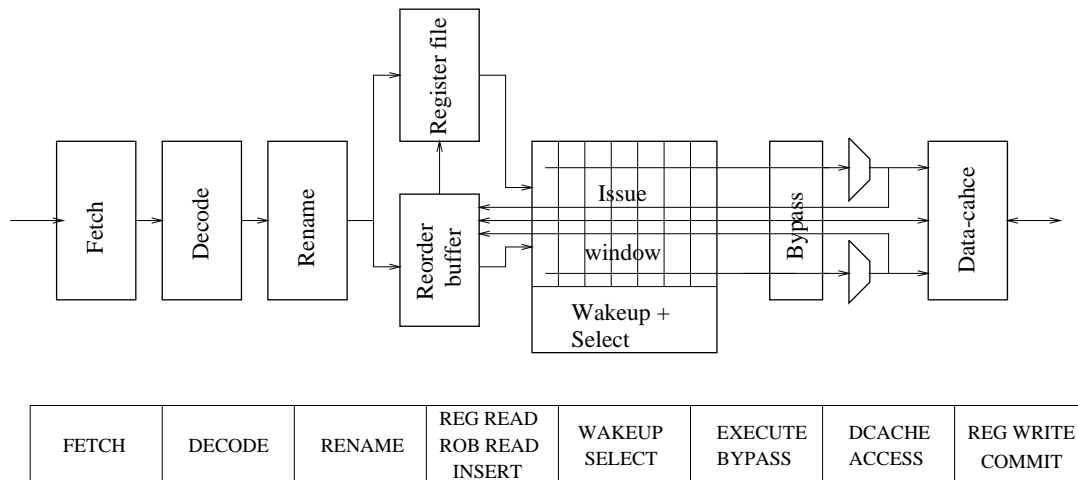 Fetch
Decode
Rename
Register file
Reorder
buffer
Issue
window
Wakeup +
Select
Bypass
Data-cahce
FETCH
DECODE
RENAME
REG READ
ROB READ
INSERT
WAKEUP
SELECT
EXECUTE
BYPASS
DCACHE
ACCESS
REG WRITE
COMMIT